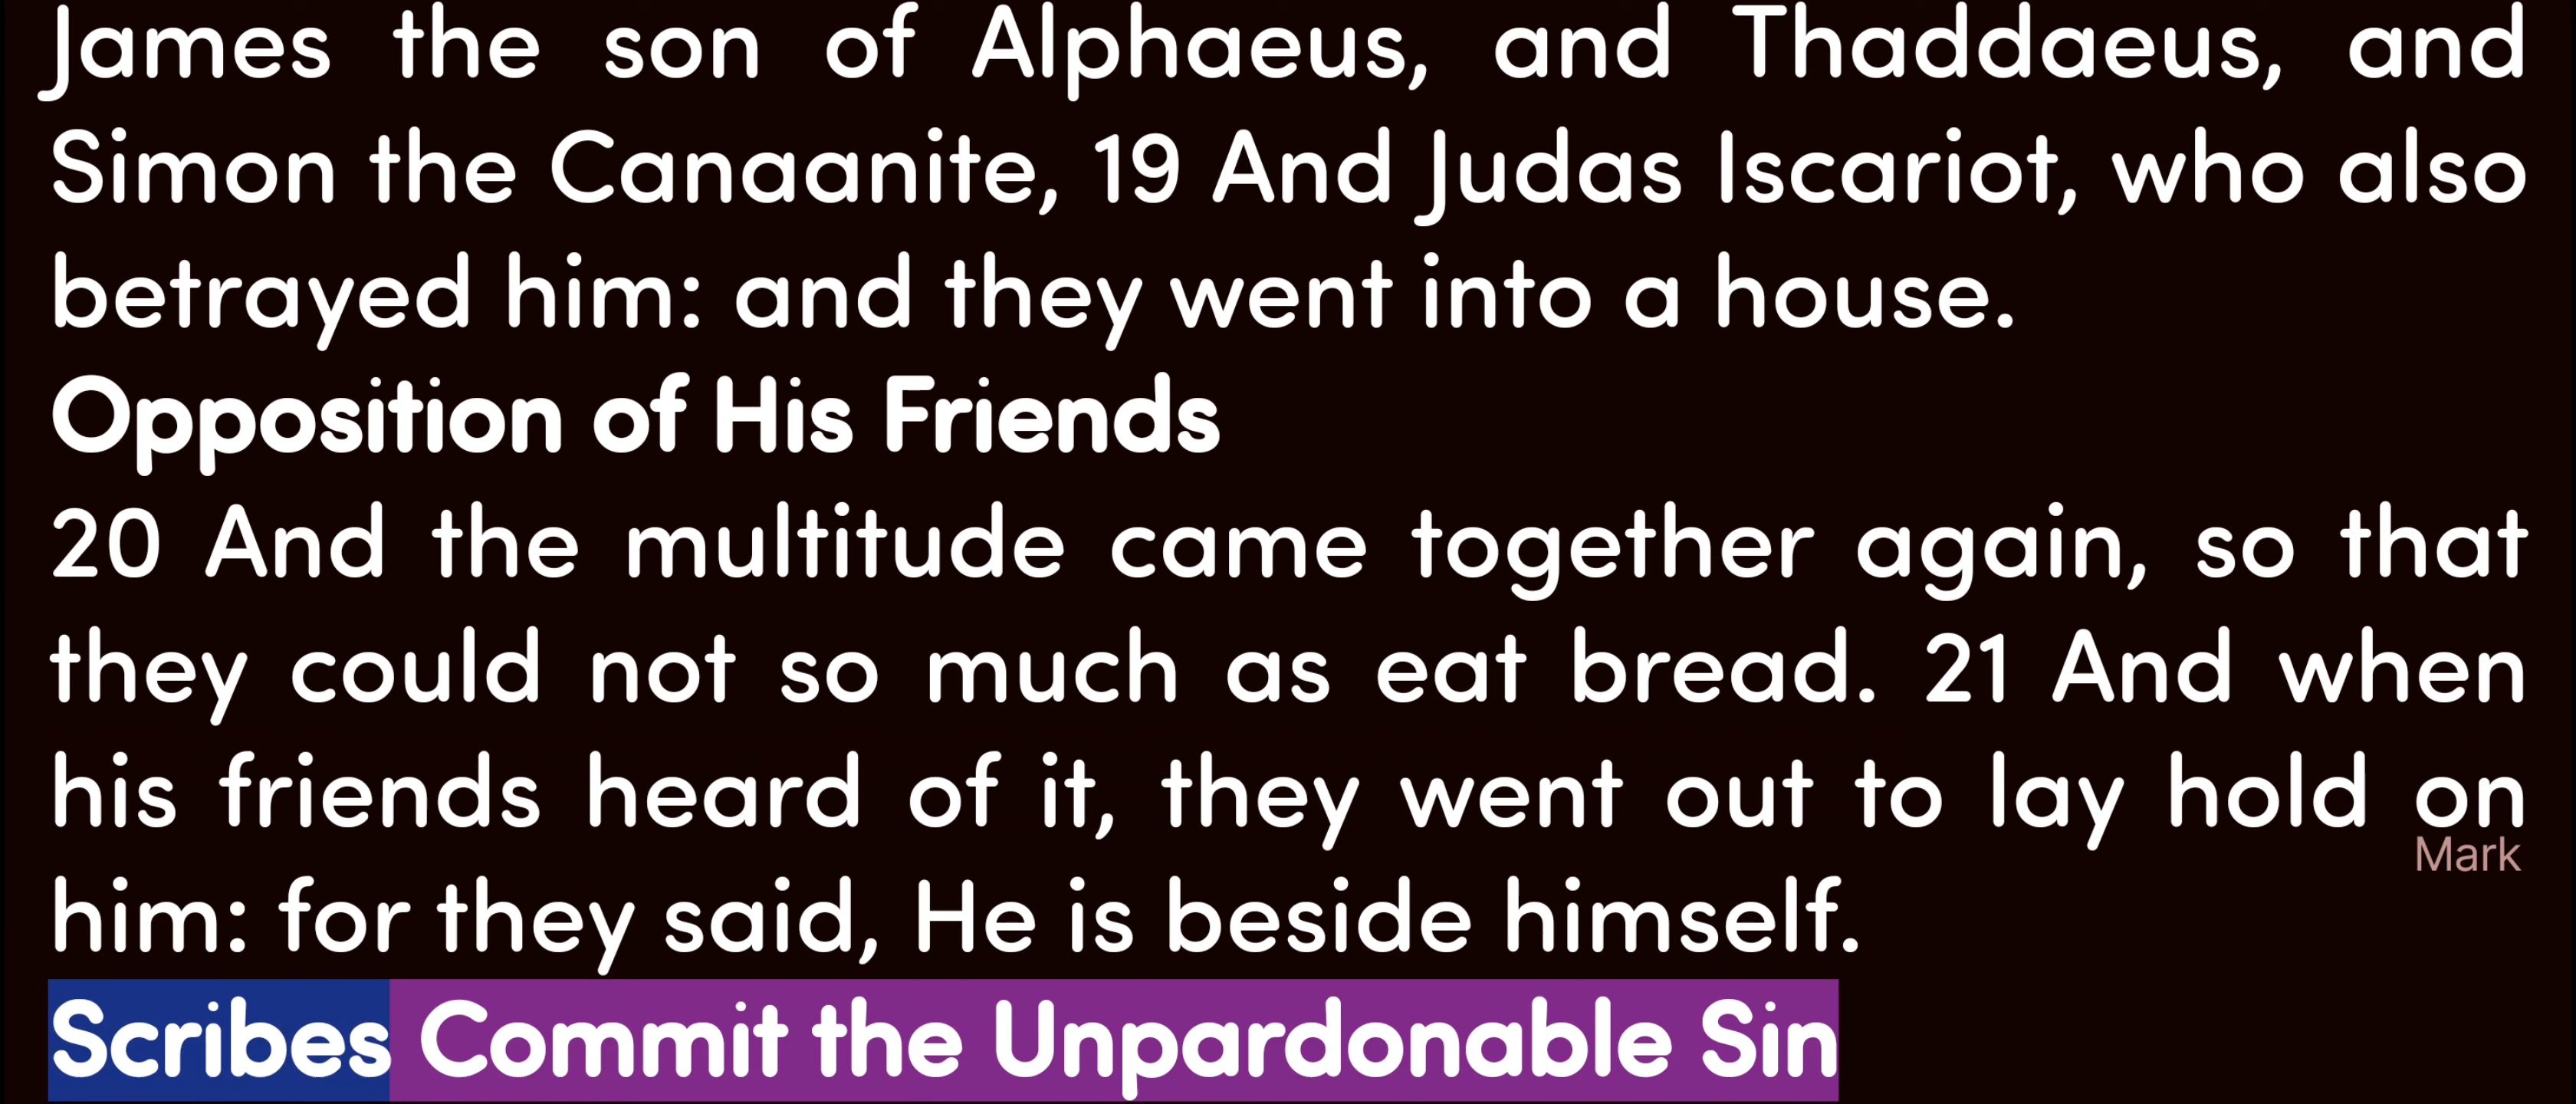 James the son of Alphaeus, and Thaddaeus, and
Simon the Canaanite, 19 And Judas Iscariot, who also
betrayed him: and they went into a house.
Opposition of His Friends
20 And the multitude came together again, so that
they could not so much as eat bread. 21 And when
his friends heard of it, they went out to lay hold on
Mark
him: for they said, He is beside himself.
Scribes Commit the Unpardonable Sin